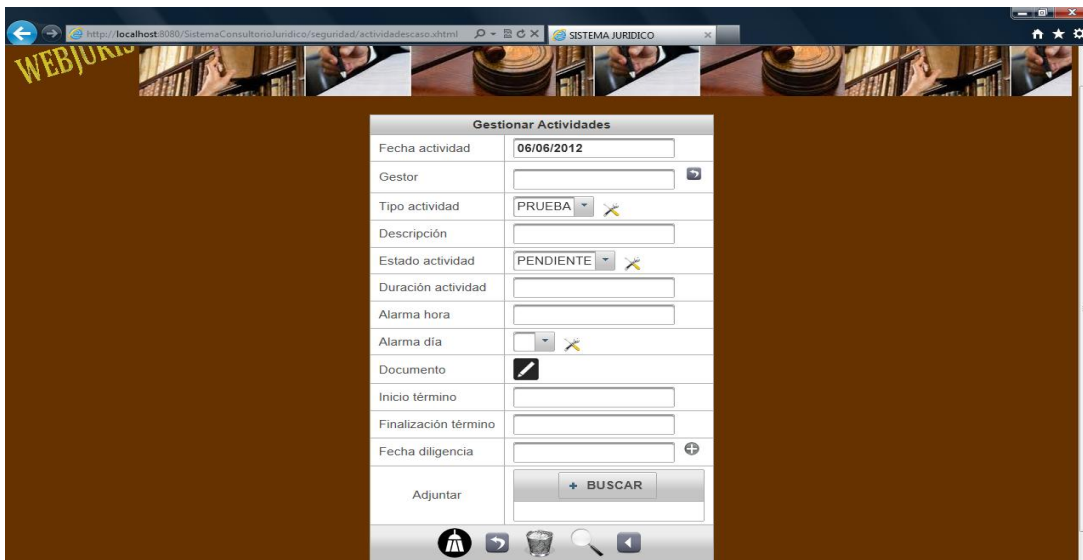 http://localhost:8080/SistemaConsultorioJuridico/seguridad/actividadescaso.xhtml
SISTEMA JURIDICO
WEBJURIS
Gestionar Actividades
Fecha actividad 06/06/2012
Gestor
Tipo actividad PRUEBA
Descripción
Estado actividad PENDIENTE
Duración actividad
Alarma hora
Alarma día
Documento
Inicio término
Finalización término
Fecha diligencia
Adjuntar + BUSCAR